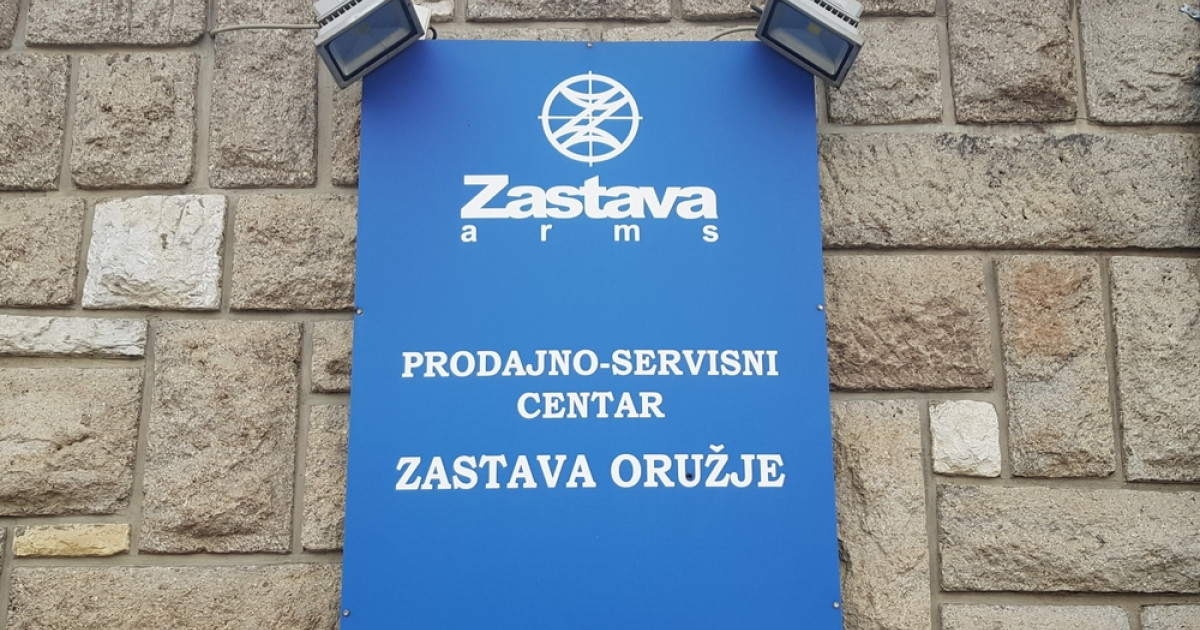 Zastava
arms
PRODAJNO-SERVISNI
CENTAR
ZASTAVA ORUŽJE